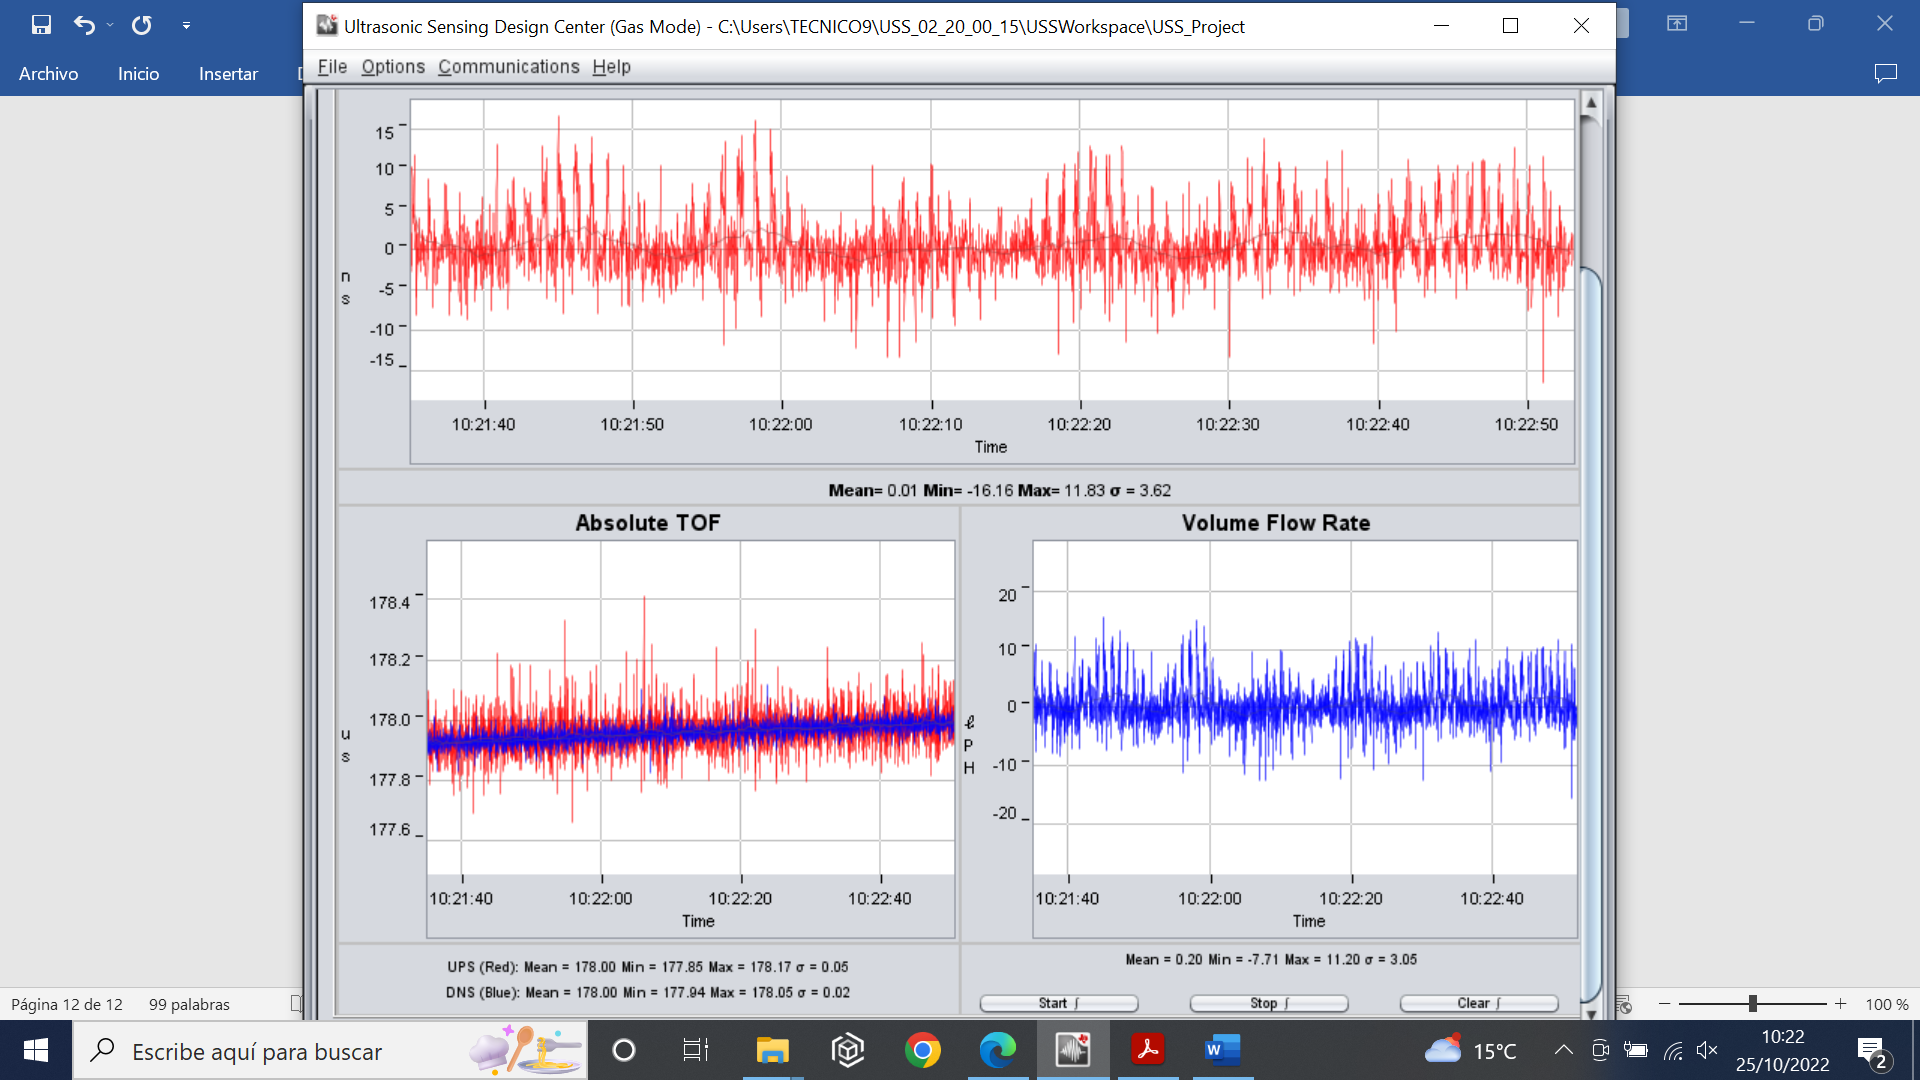 Ultrasonic Sensing Design Center (Gas Mode) - C:\Users\TECNICO9\USS_02_20_00_15\USSWorkspace\USS_Project
Archivo Inicio Insertar
File Options Communications Help
15
10
5
0
-5
-10
-15
n
s
10:21:40 10:21:50 10:22:00 10:22:10 10:22:20 10:22:30 10:22:40 10:22:50
Time
Mean= 0.01 Min= -16.16 Max= 11.83 σ = 3.62
Absolute TOF
178.4
178.2
178.0
177.8
177.6
u
s
10:21:40 10:22:00 10:22:20 10:22:40
Time
UPS (Red): Mean = 178.00 Min = 177.85 Max = 178.17 σ = 0.05
DNS (Blue): Mean = 178.00 Min = 177.94 Max = 178.05 σ = 0.02
Volume Flow Rate
20
10
0
-10
-20
ℓ
P
H
10:21:40 10:22:00 10:22:20 10:22:40
Time
Mean = 0.20 Min = -7.71 Max = 11.20 σ = 3.05
Start ∫ Stop ∫ Clear ∫
Página 12 de 12 99 palabras
100 %
Escribe aquí para buscar
15°C
10:22
25/10/2022
2